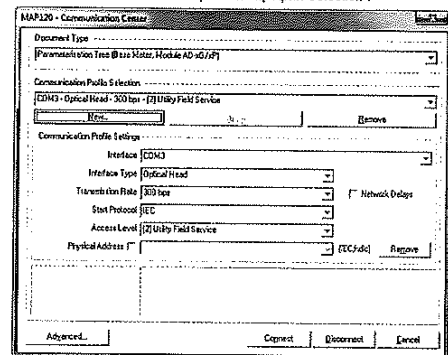 MAP120 - Communication Center
Document Type
Parameterisation Tree (Base Meter, Module AD-xG/xP)
Communication Profile Selection
COM3 - Optical Head - 300 bps - [2] Utility Field Service
New...
Remove
Communication Profile Settings
Interface COM3
Interface Type Optical Head
Transmission Rate 300 bps Network Delays
Start Protocol IEC
Access Level [2] Utility Field Service
Physical Address [IEC,hdlc] Remove
Advanced... Connect Disconnect Cancel